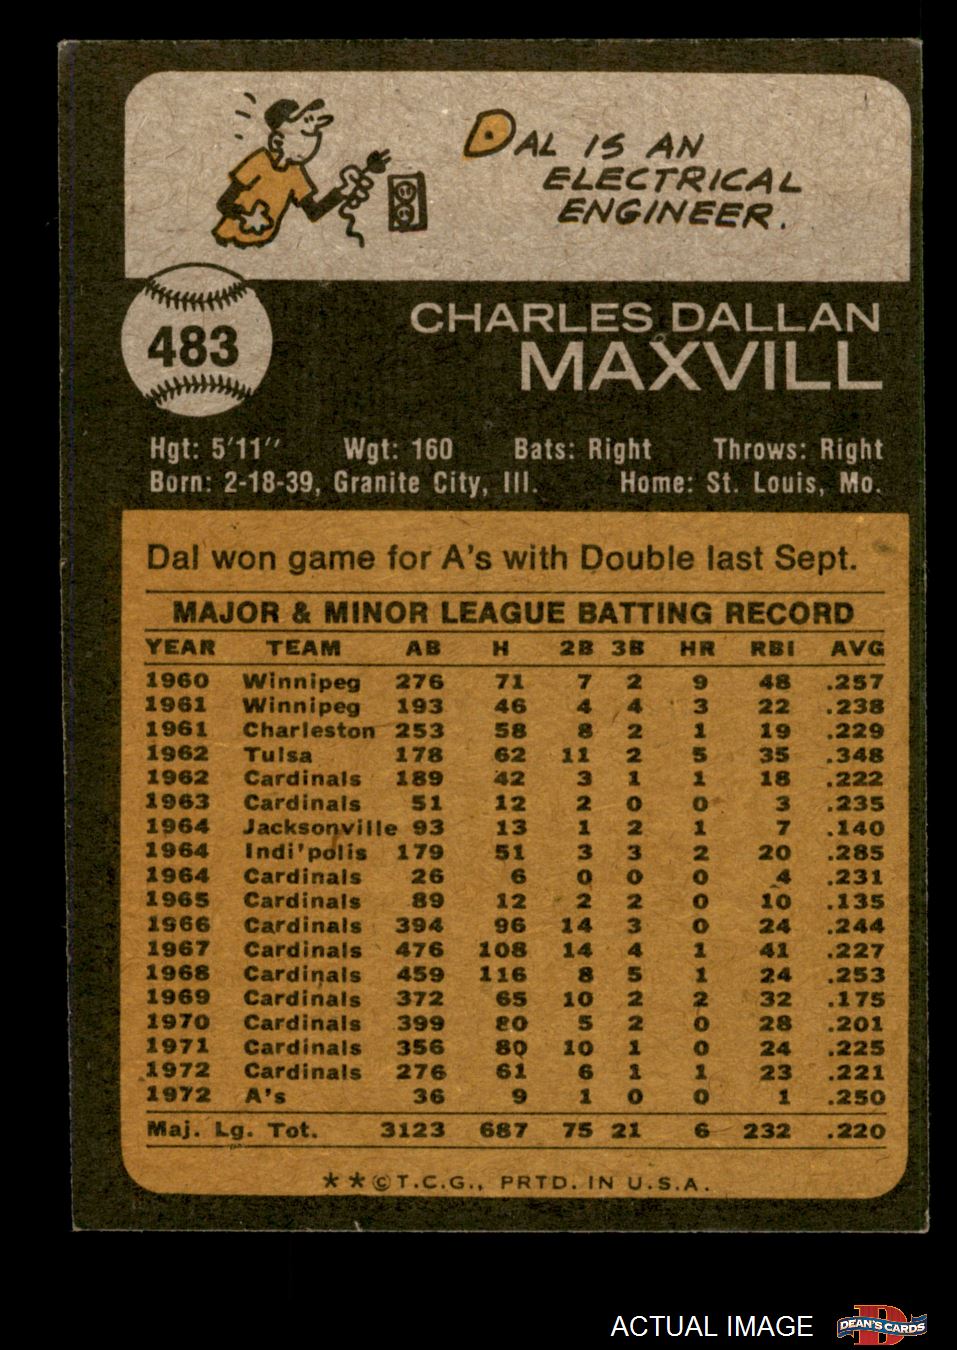 DAL IS AN
ELECTRICAL
ENGINEER.
483
CHARLES DALLAN
MAXVILL
Hgt: 5'11" Wgt: 160 Bats: Right Throws: Right
Born: 2-18-39, Granite City, Ill. Home: St. Louis, Mo.
Dal won game for A's with Double last Sept.
MAJOR & MINOR LEAGUE BATTING RECORD
YEAR TEAM AB H 2B 3B HR RBI AVG
1960 Winnipeg 276 71 7 2 9 48 .257
1961 Winnipeg 193 46 4 4 3 22 .238
1961 Charleston 253 58 8 2 1 19 .229
1962 Tulsa 178 62 11 2 5 35 .348
1962 Cardinals 189 42 3 1 1 18 .222
1963 Cardinals 51 12 2 0 0 3 .235
1964 Jacksonville 93 13 1 2 1 7 .140
1964 Indi'polis 179 51 3 3 2 20 .285
1964 Cardinals 26 6 0 0 0 4 .231
1965 Cardinals 89 12 2 2 0 10 .135
1966 Cardinals 394 96 14 3 0 24 .244
1967 Cardinals 476 108 14 4 1 41 .227
1968 Cardinals 459 116 8 5 1 24 .253
1969 Cardinals 372 65 10 2 2 32 .175
1970 Cardinals 399 80 5 2 0 28 .201
1971 Cardinals 356 80 10 1 0 24 .225
1972 Cardinals 276 61 6 1 1 23 .221
1972 A's 36 9 1 0 0 1 .250
Maj. Lg. Tot. 3123 687 75 21 6 232 .220
**©T.C.G., PRTD. IN U.S.A.
ACTUAL IMAGE
D
DEAN'S CARDS